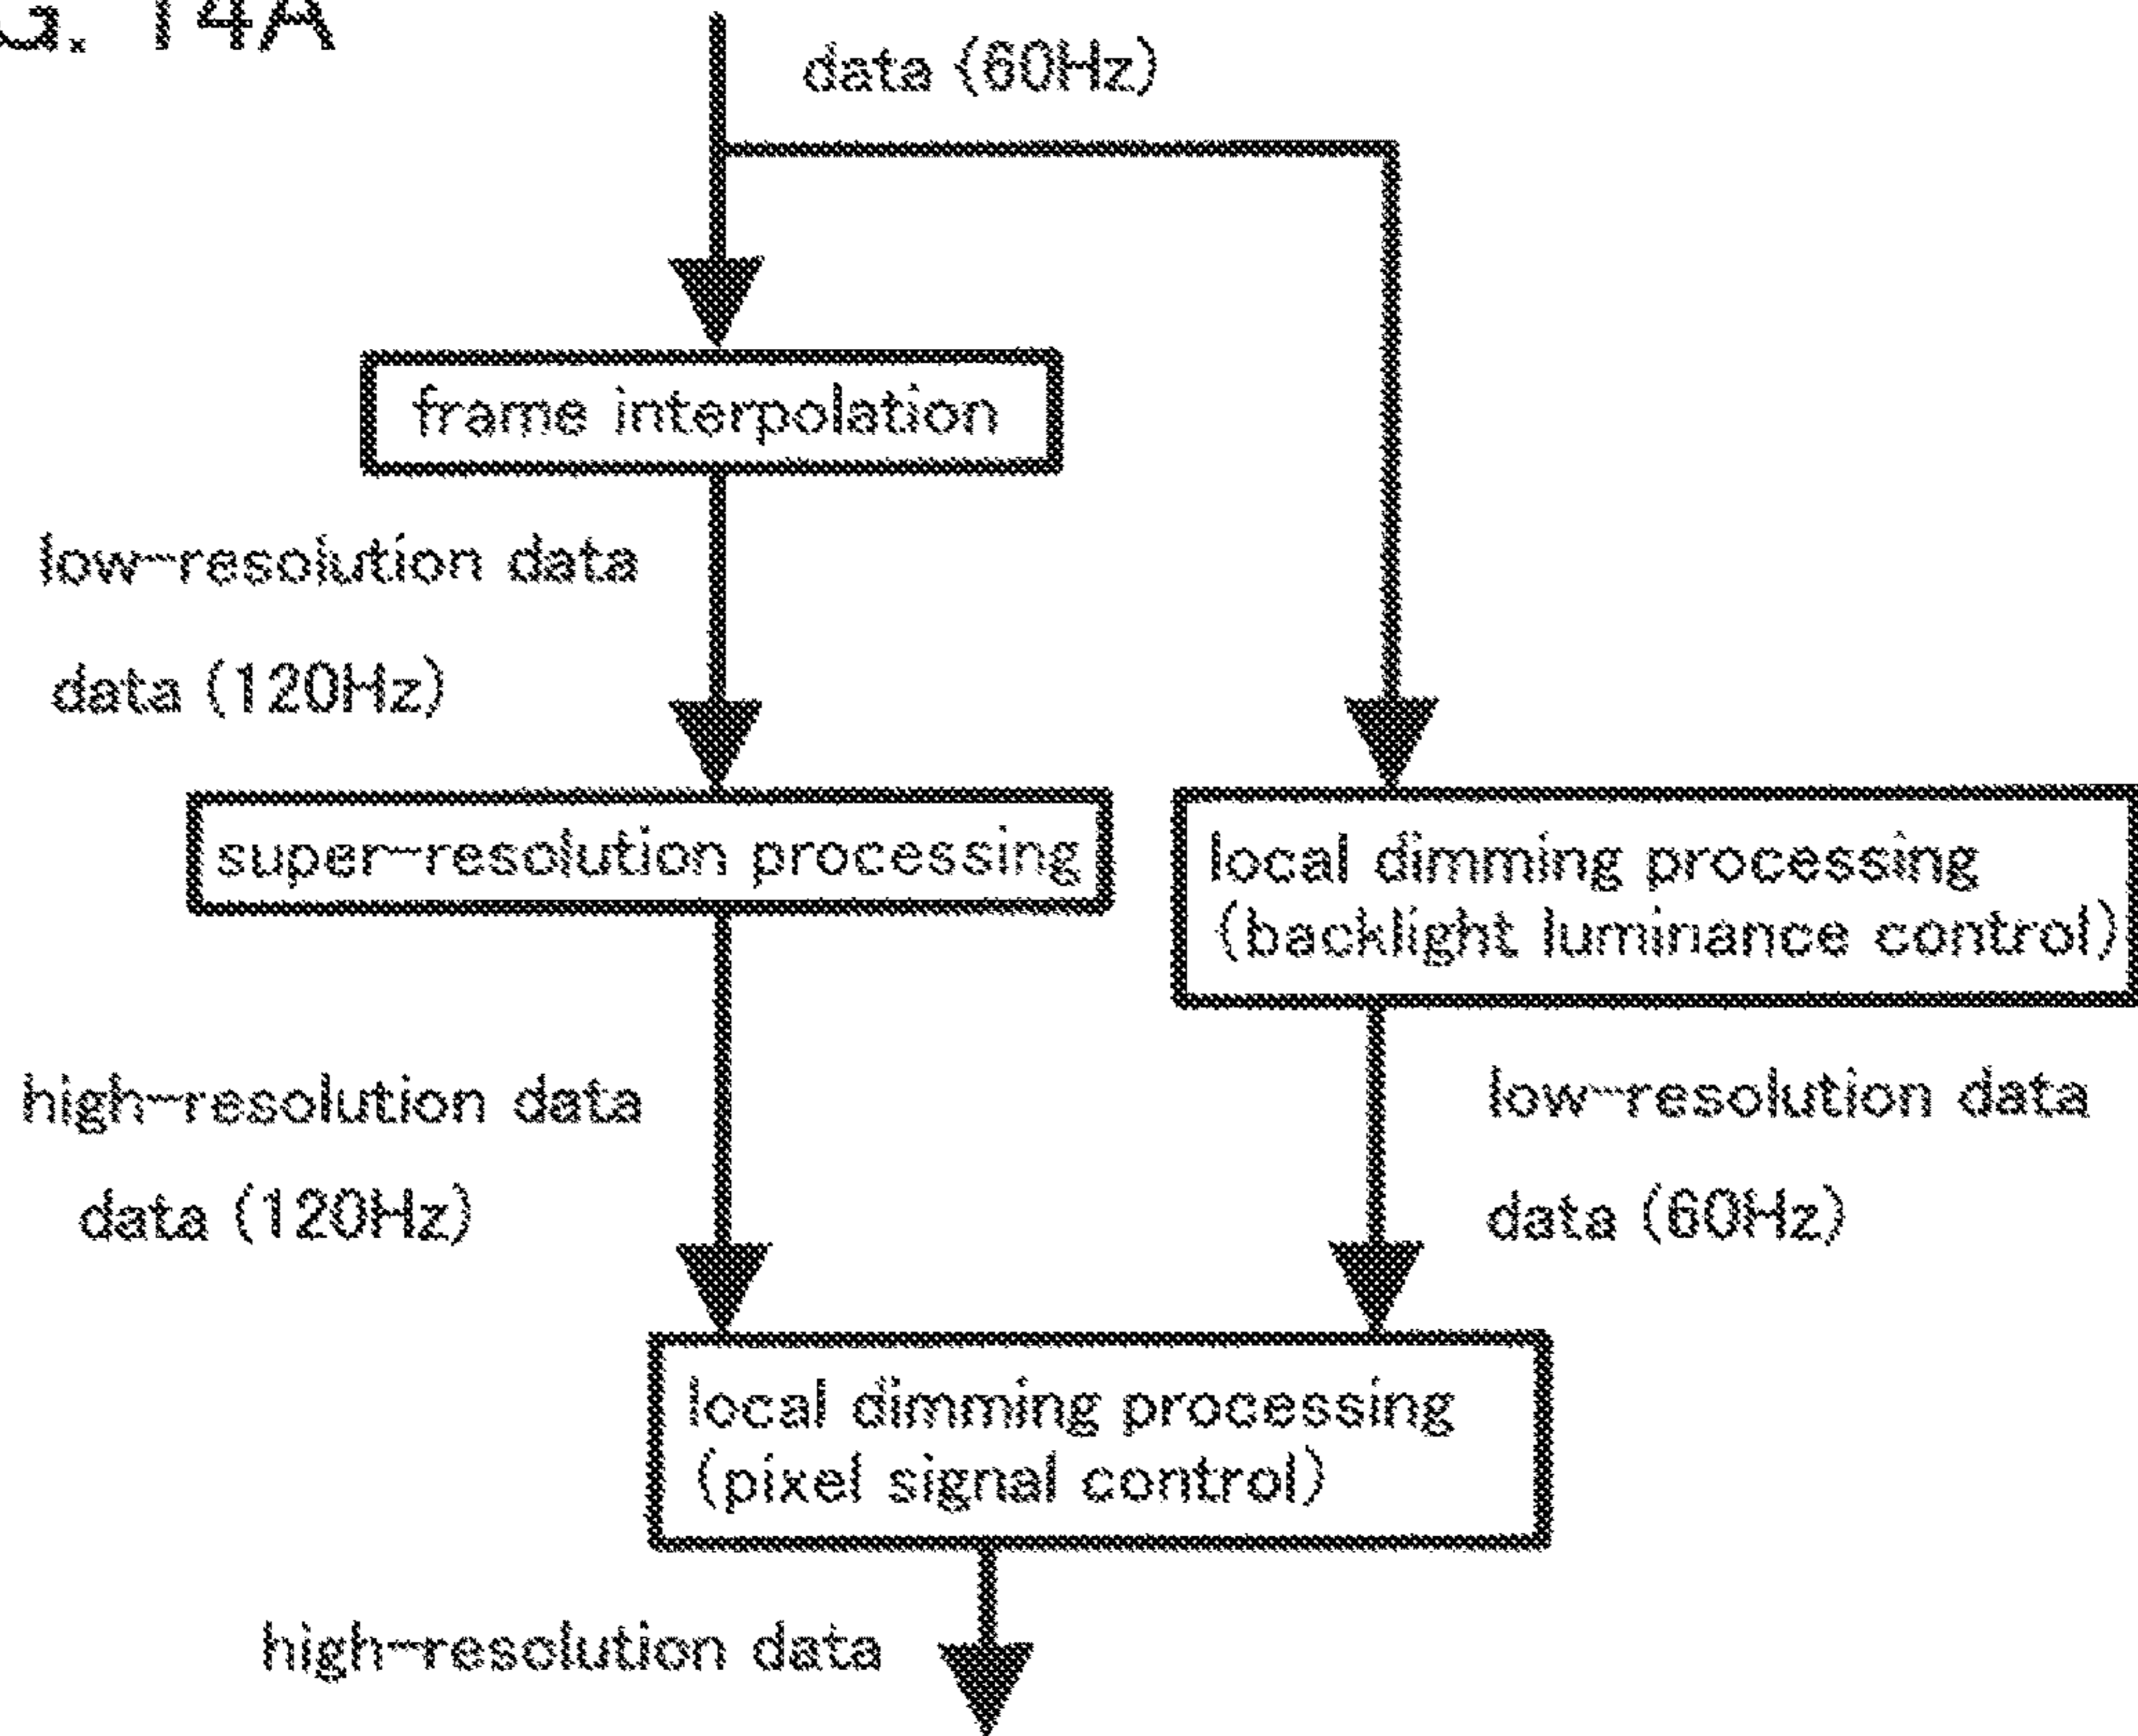 G. 14A
data (60Hz)
frame interpolation
low-resolution data
data (120Hz)
super-resolution processing
local dimming processing
(backlight luminance control)
high-resolution data
data (120Hz)
low-resolution data
data (60Hz)
local dimming processing
(pixel signal control)
high-resolution data